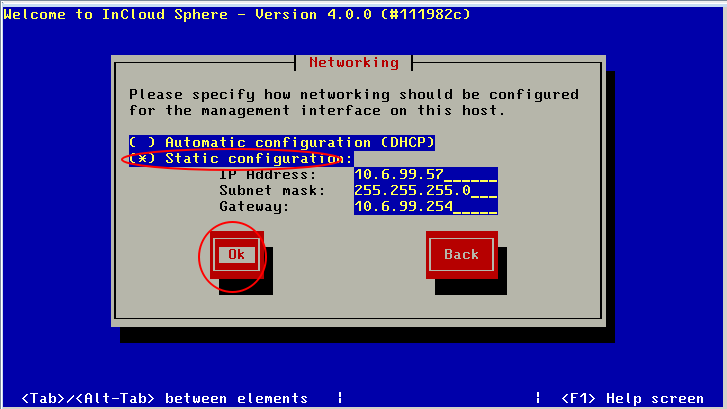 Welcome to InCloud Sphere - Version 4.0.0 (#111982c)
Networking
Please specify how networking should be configured
for the management interface on this host.
( ) Automatic configuration (DHCP)
(*) Static configuration:
IP Address: 10.6.99.57______
Subnet mask: 255.255.255.0___
Gateway: 10.6.99.254_____
Ok Back
<Tab>/<Alt-Tab> between elements | | <F1> Help screen